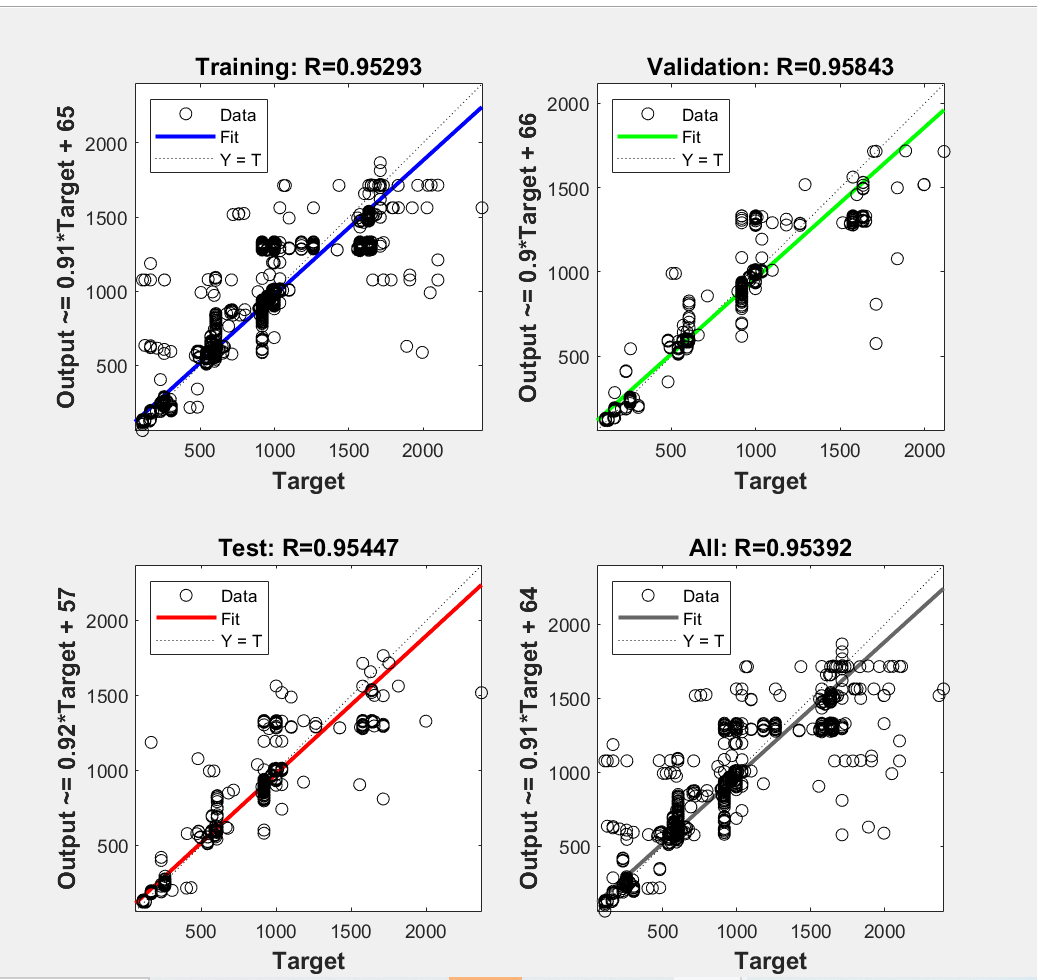 Training: R=0.95293
Output ~= 0.91*Target + 65
Data
Fit
Y = T
2000
1500
1000
500
500 1000 1500 2000
Target
Validation: R=0.95843
Output ~= 0.9*Target + 66
Data
Fit
Y = T
2000
1500
1000
500
500 1000 1500 2000
Target
Test: R=0.95447
Output ~= 0.92*Target + 57
Data
Fit
Y = T
2000
1500
1000
500
500 1000 1500 2000
Target
All: R=0.95392
Output ~= 0.91*Target + 64
Data
Fit
Y = T
2000
1500
1000
500
500 1000 1500 2000
Target